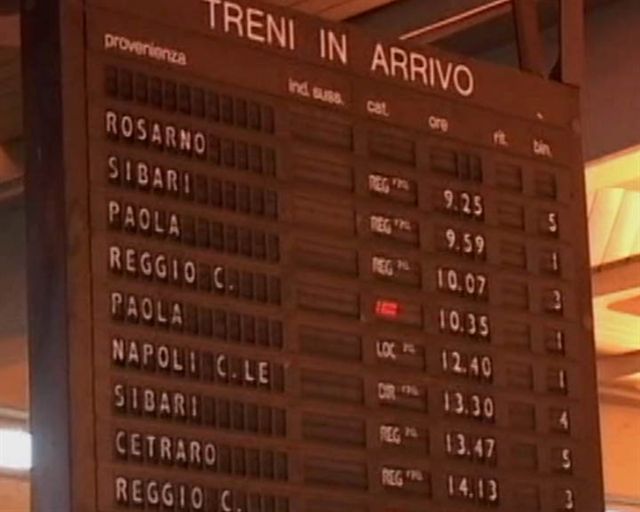 TRENI IN ARRIVO
provenienza ind. suss. cat. ore rit. bin.
ROSARNO REG 9.25 5
SIBARI REG 9.59 1
PAOLA REG 10.07 3
REGGIO C. 10.35 1
PAOLA LOC 12.40 1
NAPOLI C.LE DIR 13.30 4
SIBARI REG 13.47 5
CETRARO REG 14.13 3
REGGIO C.